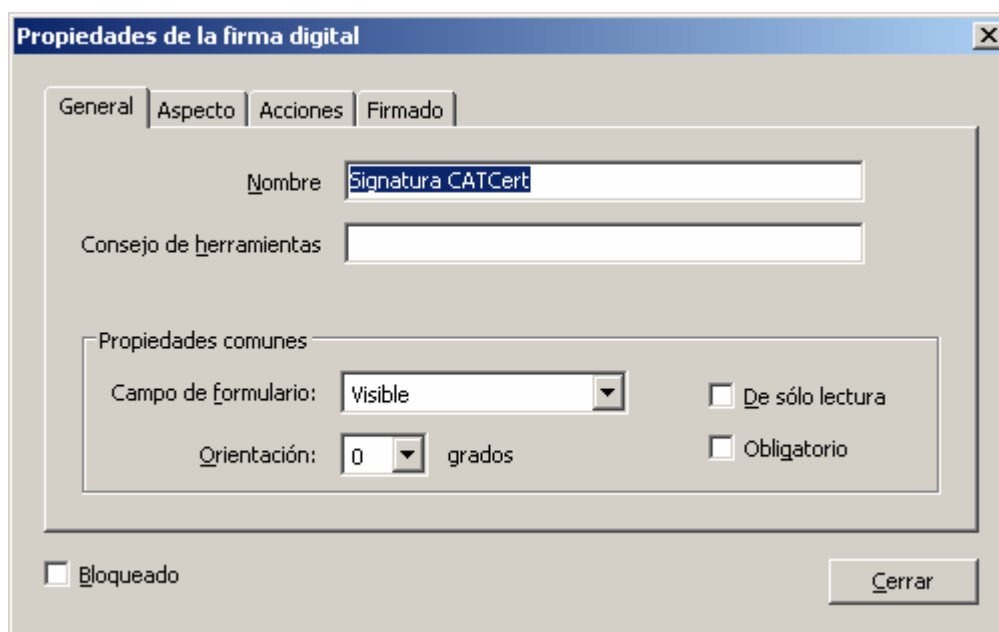 Propiedades de la firma digital
General Aspecto Acciones Firmado
Nombre Signatura CATCert
Consejo de herramientas
Propiedades comunes
Campo de formulario: Visible De sólo lectura
Orientación: 0 grados Obligatorio
Bloqueado Cerrar